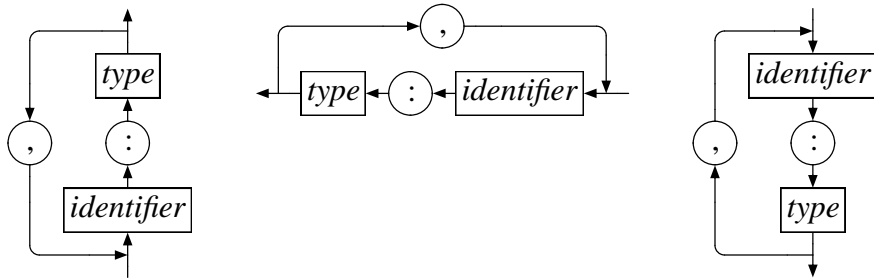 type
,
:
identifier
,
type
:
identifier
identifier
,
:
type